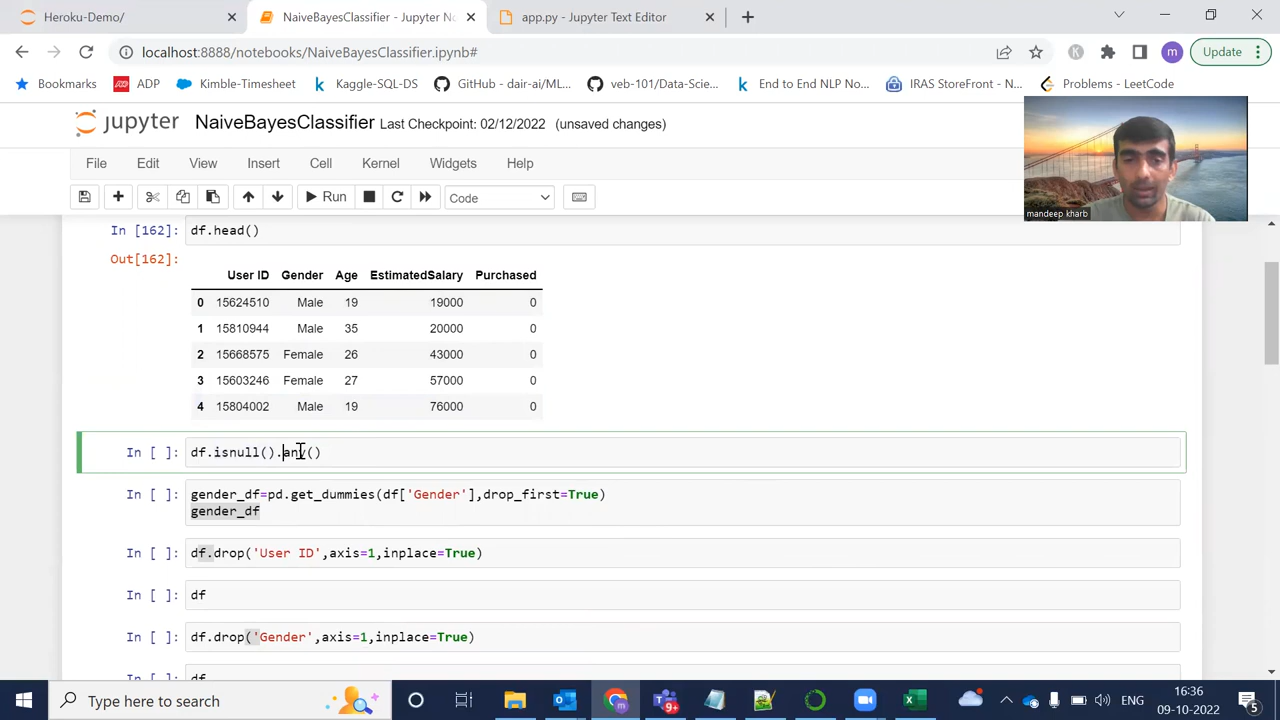 Heroku-Demo/
NaiveBayesClassifier - Jupyter No
app.py - Jupyter Text Editor
localhost:8888/notebooks/NaiveBayesClassifier.ipynb#
K
m
Update
Bookmarks
ADP
Kimble-Timesheet
Kaggle-SQL-DS
GitHub - dair-ai/ML...
veb-101/Data-Scie...
End to End NLP No...
IRAS StoreFront - N...
Problems - LeetCode
jupyter
NaiveBayesClassifier Last Checkpoint: 02/12/2022 (unsaved changes)
File Edit View Insert Cell Kernel Widgets Help
Run
Code
mandeep kharb
In [162]: df.head()
Out[162]:
User ID Gender Age EstimatedSalary Purchased
0 15624510 Male 19 19000 0
1 15810944 Male 35 20000 0
2 15668575 Female 26 43000 0
3 15603246 Female 27 57000 0
4 15804002 Male 19 76000 0
In [ ]: df.isnull().any()
In [ ]: gender_df=pd.get_dummies(df['Gender'],drop_first=True)
gender_df
In [ ]: df.drop('User ID',axis=1,inplace=True)
In [ ]: df
In [ ]: df.drop('Gender',axis=1,inplace=True)
In [ ]: df
Type here to search
9+
ENG
16:36
09-10-2022
5